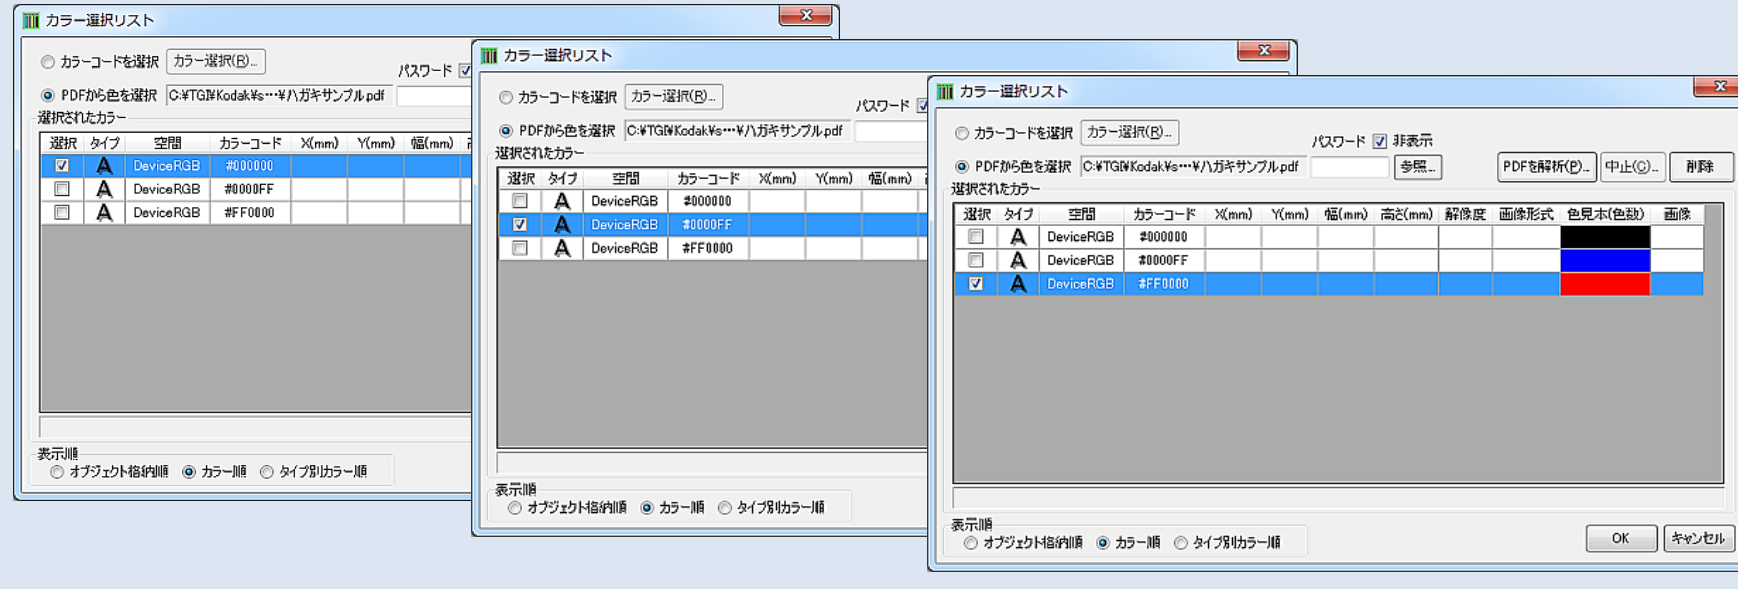 カラー選択リスト
カラーコードを選択 カラー選択(R)...
パスワード
PDFから色を選択 C:¥TGI¥Kodak¥s…¥ハガキサンプル.pdf
選択されたカラー
選択 タイプ 空間 カラーコード X(mm) Y(mm) 幅(mm)
A DeviceRGB #000000
A DeviceRGB #0000FF
A DeviceRGB #FF0000
表示順
オブジェクト格納順 カラー順 タイプ別カラー順
カラー選択リスト
カラーコードを選択 カラー選択(R)...
パスワード
PDFから色を選択 C:¥TGI¥Kodak¥s…¥ハガキサンプル.pdf
選択されたカラー
選択 タイプ 空間 カラーコード X(mm) Y(mm) 幅(mm)
A DeviceRGB #000000
A DeviceRGB #0000FF
A DeviceRGB #FF0000
表示順
オブジェクト格納順 カラー順 タイプ別カラー順
カラー選択リスト
カラーコードを選択 カラー選択(R)...
パスワード 非表示
PDFから色を選択 C:¥TGI¥Kodak¥s…¥ハガキサンプル.pdf 参照... PDFを解析(P)... 中止(C)... 削除
選択されたカラー
選択 タイプ 空間 カラーコード X(mm) Y(mm) 幅(mm) 高さ(mm) 解像度 画像形式 色見本(色数) 画像
A DeviceRGB #000000
A DeviceRGB #0000FF
A DeviceRGB #FF0000
表示順
オブジェクト格納順 カラー順 タイプ別カラー順
OK キャンセル